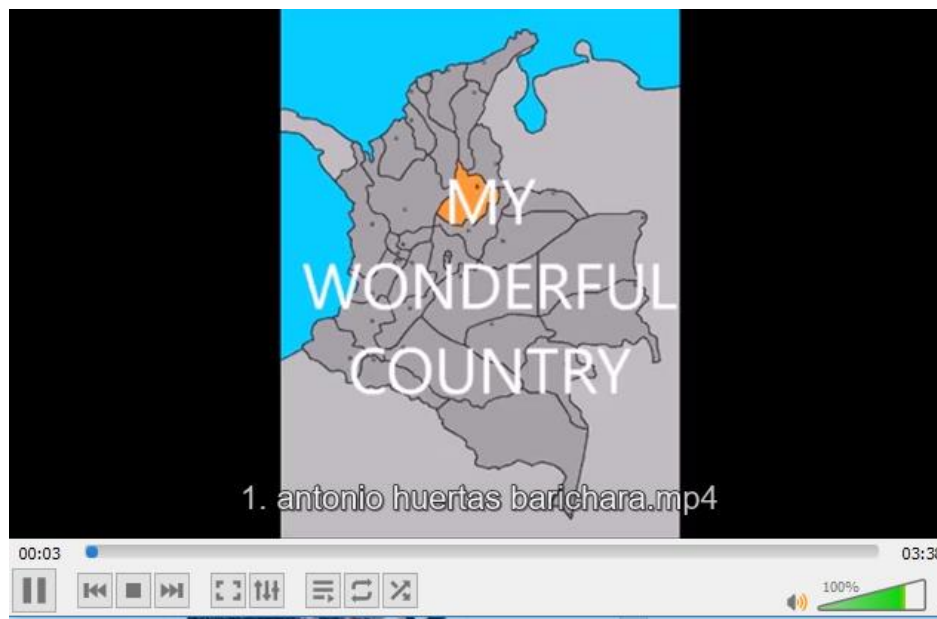 MY
WONDERFUL
COUNTRY
1. antonio huertas barichara.mp4
00:03
03:38
100%